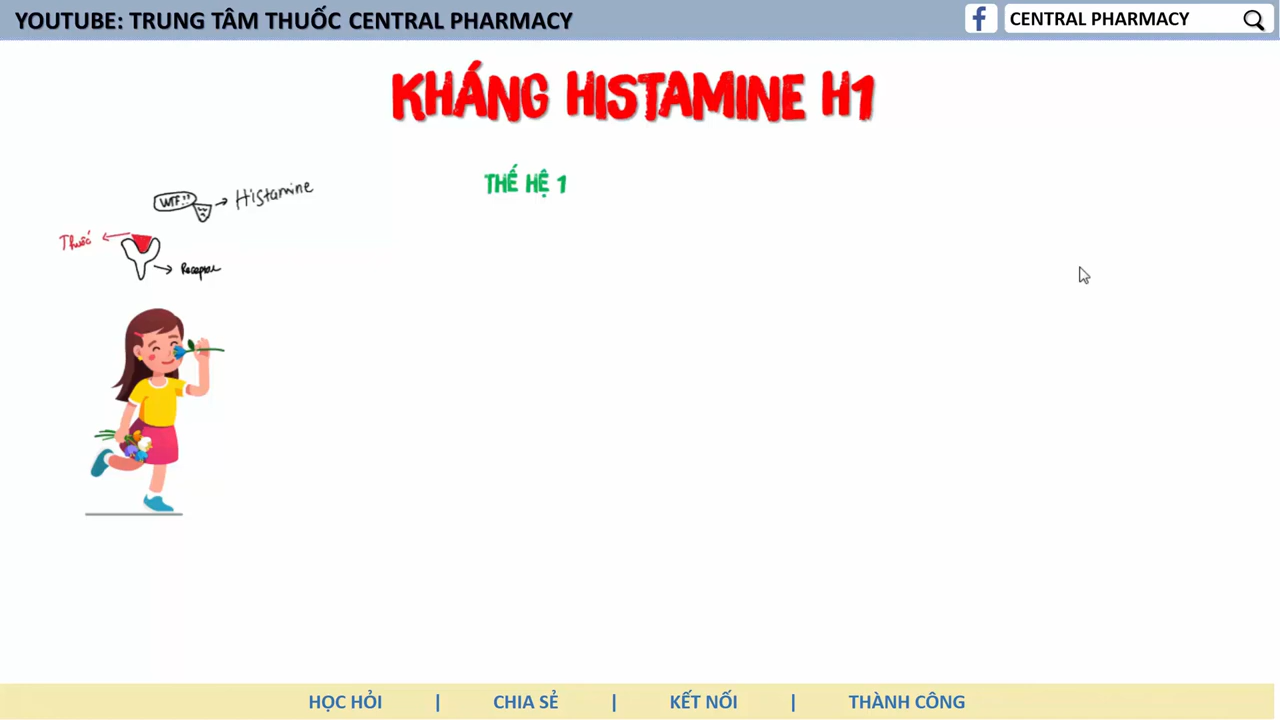 YOUTUBE: TRUNG TÂM THUỐC CENTRAL PHARMACY
CENTRAL PHARMACY
KHÁNG HISTAMINE H1
THẾ HỆ 1
WTF!!
Histamine
Thuốc
HỌC HỎI | CHIA SẺ | KẾT NỐI | THÀNH CÔNG